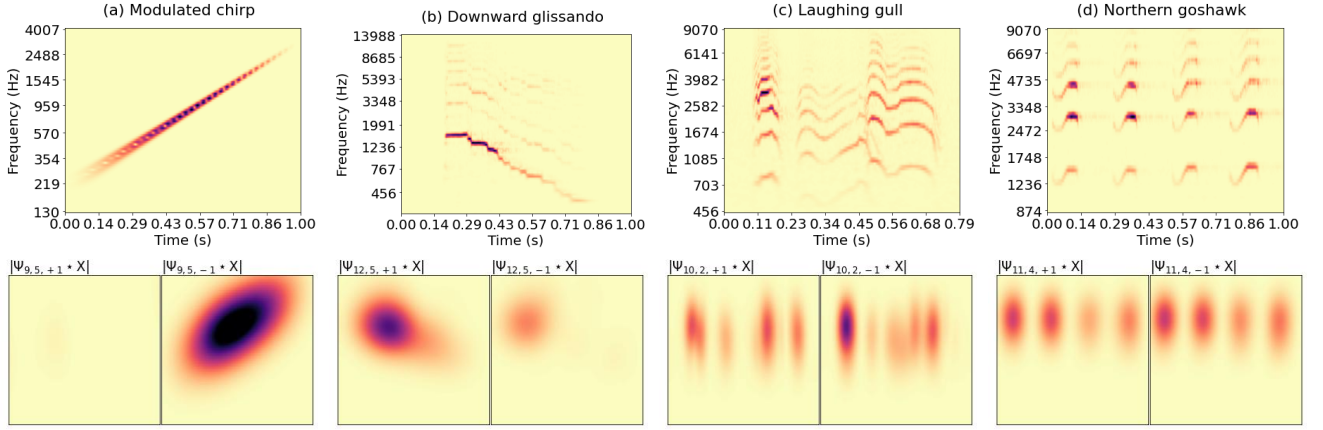 (a) Modulated chirp
Frequency (Hz)
4007
2488
1545
959
570
354
219
130
0.00 0.14 0.29 0.43 0.57 0.71 0.86 1.00
Time (s)
(b) Downward glissando
Frequency (Hz)
13988
8685
5393
3348
1991
1236
767
456
0.00 0.14 0.29 0.43 0.57 0.71 0.86 1.00
Time (s)
(c) Laughing gull
Frequency (Hz)
9070
6141
3982
2582
1674
1085
703
456
0.00 0.11 0.23 0.34 0.45 0.56 0.68 0.79
Time (s)
(d) Northern goshawk
Frequency (Hz)
9070
6697
4735
3348
2472
1748
1236
874
0.00 0.14 0.29 0.43 0.57 0.71 0.86 1.00
Time (s)
|Ψ9,5,+1 ⋆ X|
|Ψ9,5,−1 ⋆ X|
|Ψ12,5,+1 ⋆ X|
|Ψ12,5,−1 ⋆ X|
|Ψ10,2,+1 ⋆ X|
|Ψ10,2,−1 ⋆ X|
|Ψ11,4,+1 ⋆ X|
|Ψ11,4,−1 ⋆ X|